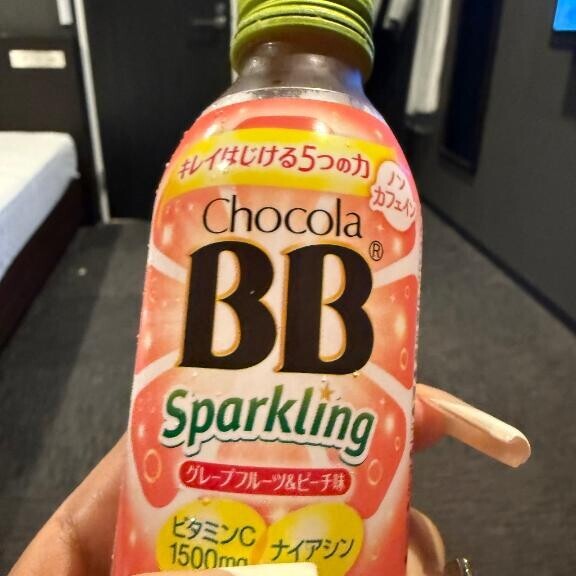 キレイはじける5つの力
ノン
カフェイン
Chocola
BB®
Sparkling
グレープフルーツ&ピーチ味
ビタミンC
1500mg
ナイアシン